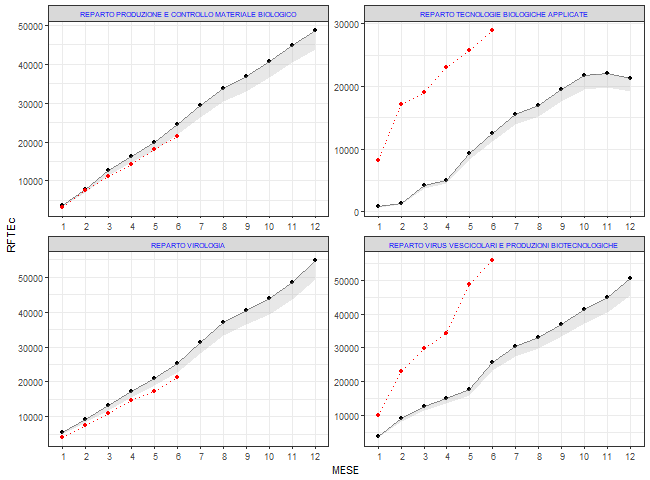 REPARTO PRODUZIONE E CONTROLLO MATERIALE BIOLOGICO
REPARTO TECNOLOGIE BIOLOGICHE APPLICATE
50000
40000
30000
20000
10000
1 2 3 4 5 6 7 8 9 10 11 12
30000
20000
10000
0
1 2 3 4 5 6 7 8 9 10 11 12
RFTEc
REPARTO VIROLOGIA
REPARTO VIRUS VESCICOLARI E PRODUZIONI BIOTECNOLOGICHE
50000
40000
30000
20000
10000
1 2 3 4 5 6 7 8 9 10 11 12
50000
40000
30000
20000
10000
1 2 3 4 5 6 7 8 9 10 11 12
MESE